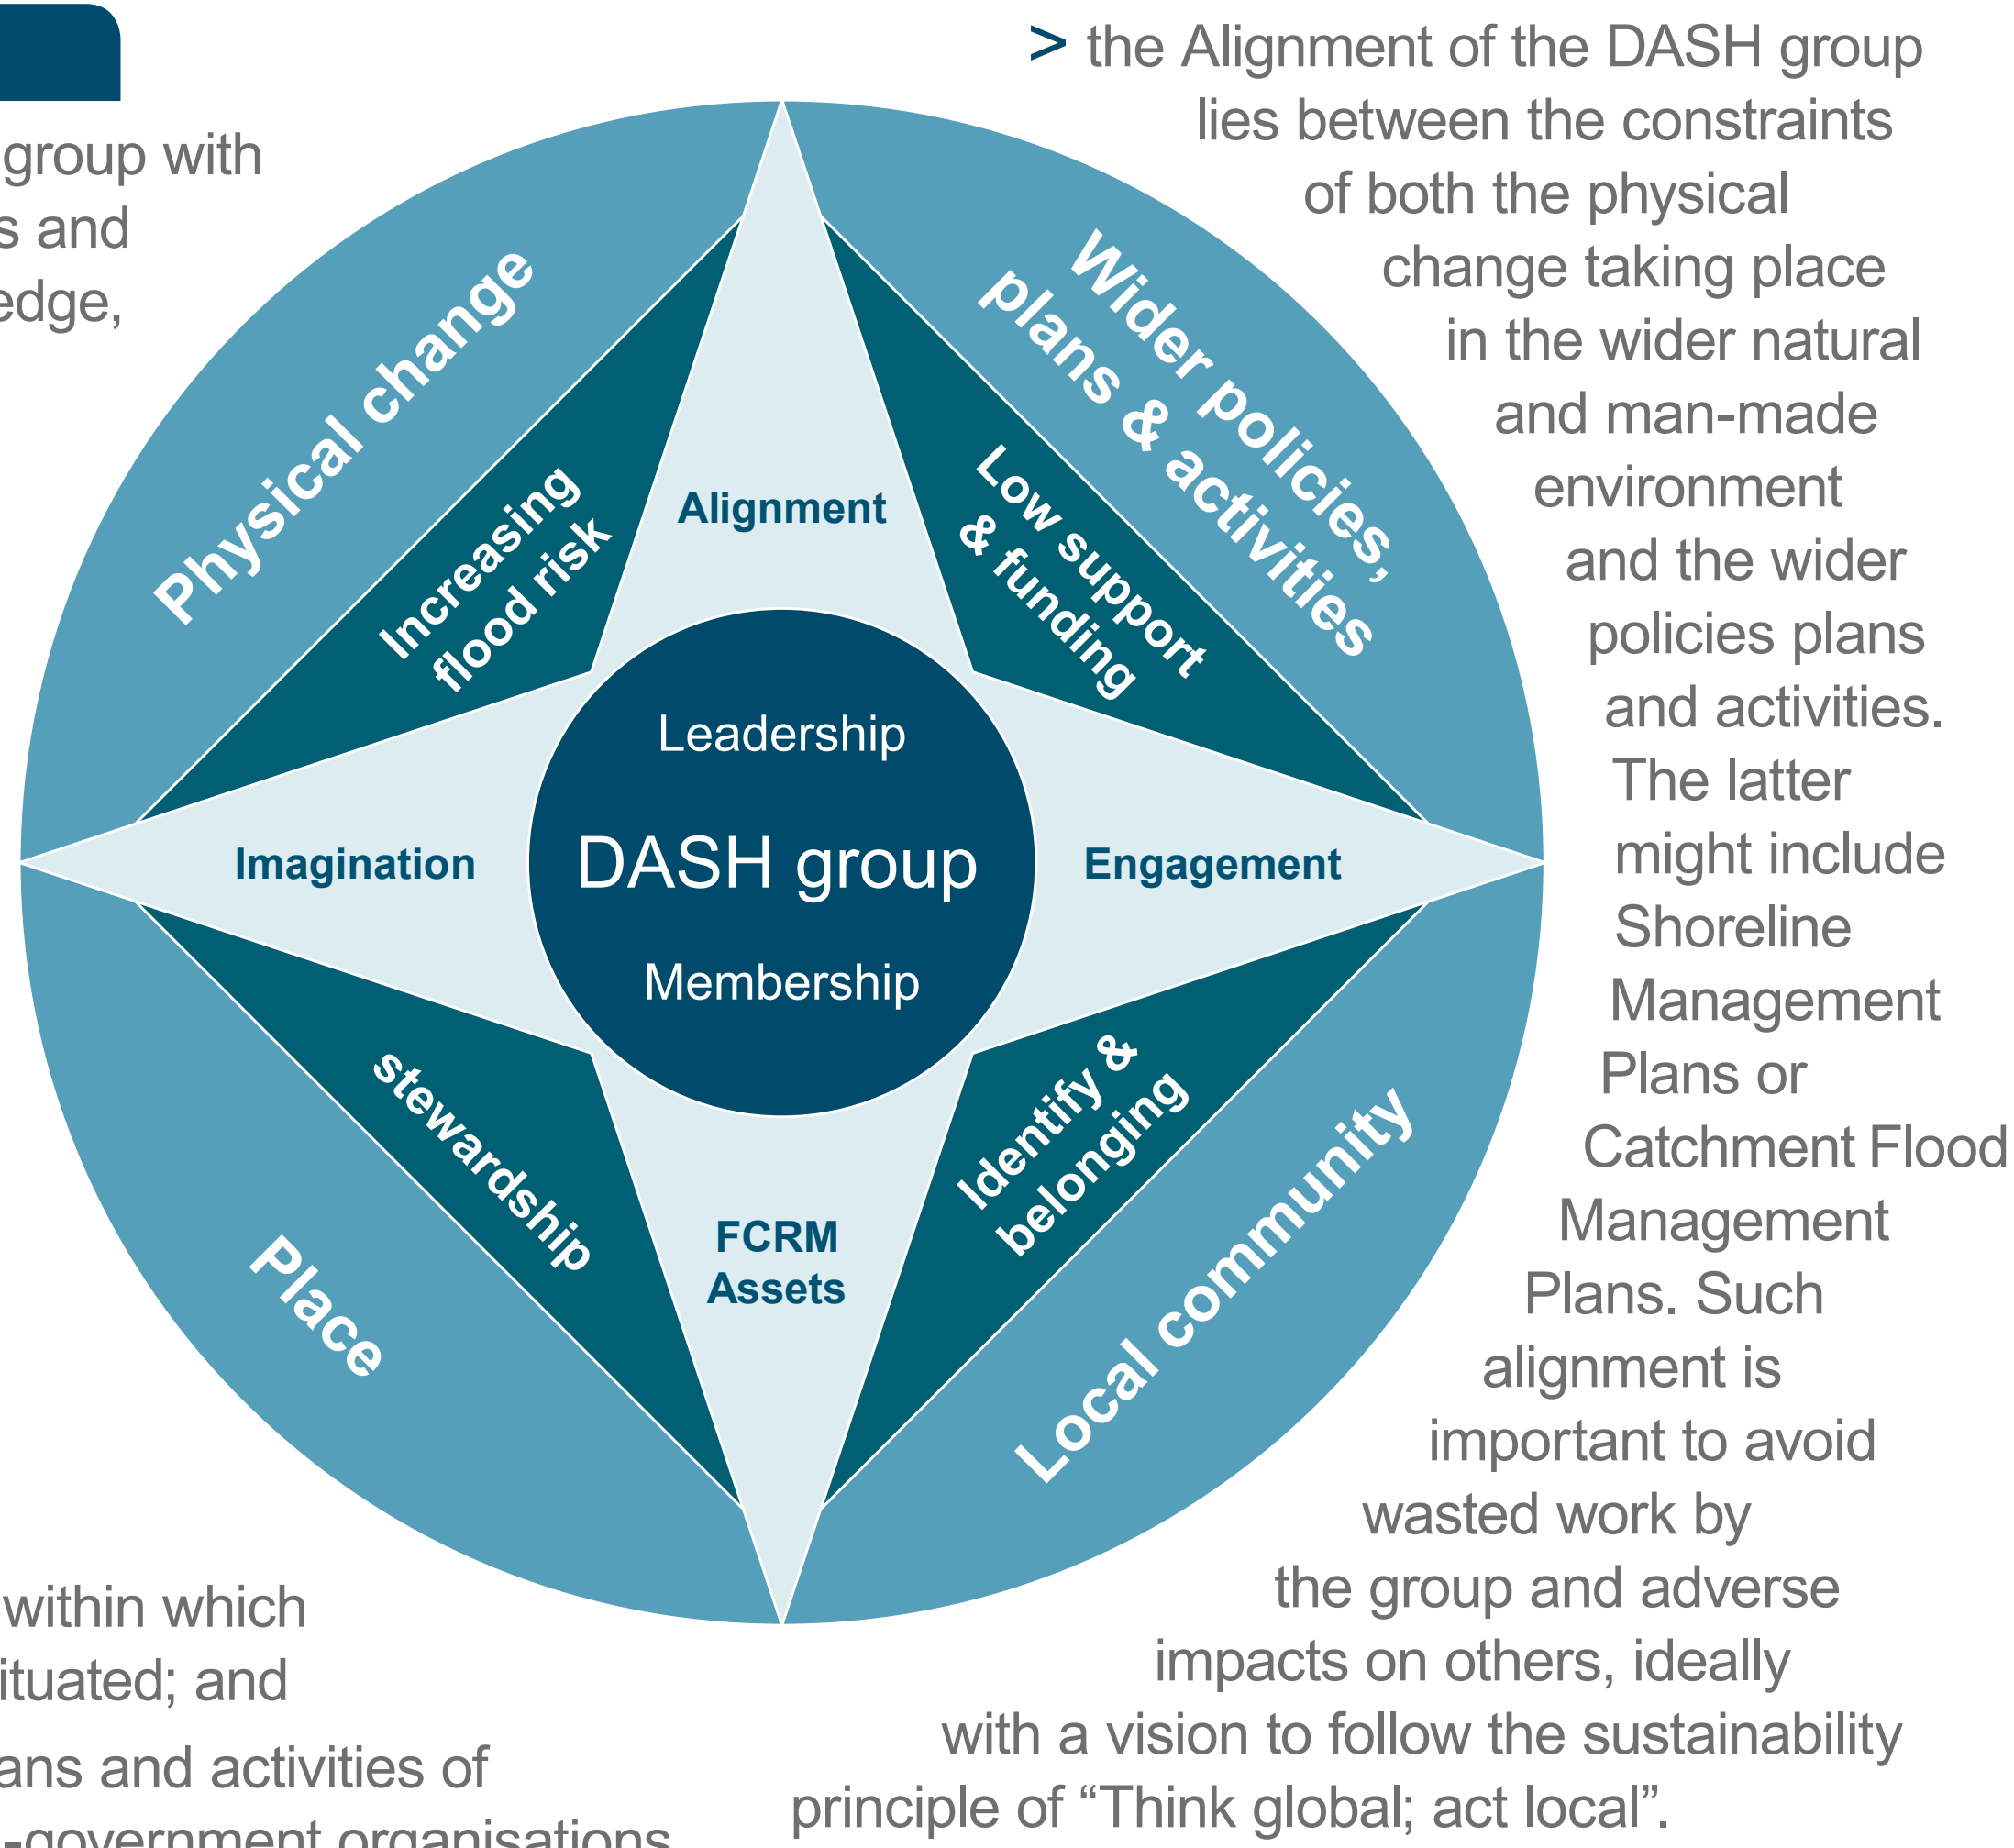 group with
s and
edge,
Physical change
Wider policies,
plans & activities
Increasing
flood risk
Alignment
Low support
& funding
Leadership
Imagination
DASH group
Engagement
Membership
stewardship
FCRM
Assets
Identify &
belonging
Place
Local community
within which
ituated; and
ans and activities of
-government organisations
> the Alignment of the DASH group
lies between the constraints
of both the physical
change taking place
in the wider natural
and man-made
environment
and the wider
policies plans
and activities.
The latter
might include
Shoreline
Management
Plans or
Catchment Flood
Management
Plans. Such
alignment is
important to avoid
wasted work by
the group and adverse
impacts on others, ideally
with a vision to follow the sustainability
principle of “Think global; act local”.